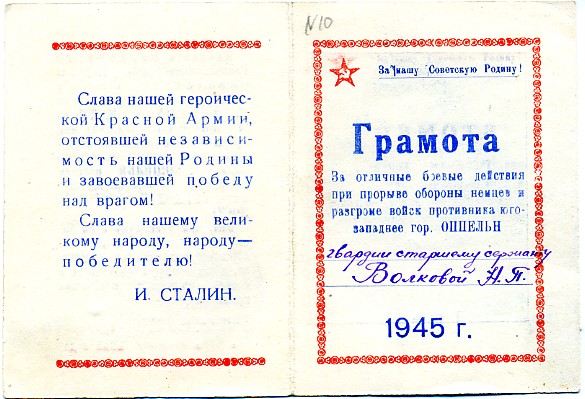 Слава нашей героичес-
кой Красной Армии,
отстоявшей независи-
мость нашей Родины
и завоевавшей победу
над врагом!
Слава нашему вели-
кому народу, народу—
победителю!
И. СТАЛИН.
N10
За нашу Советскую Родину!
Грамота
За отличные боевые действия
при прорыве обороны немцев и
разгроме войск противника юго-
западнее гор. ОППЕЛЬН
гвардии старшему сержанту
Волковой Н.П.
1945 г.